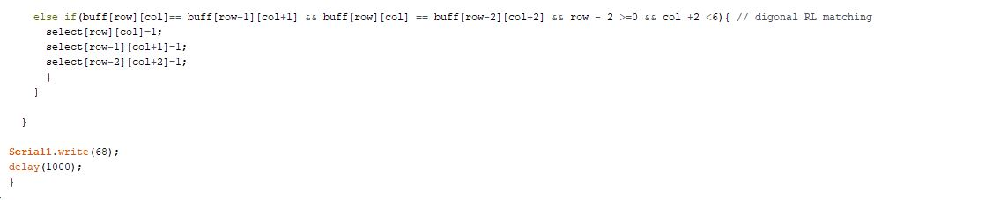 else if(buff[row][col]== buff[row-1][col+1] && buff[row][col] == buff[row-2][col+2] && row - 2 >=0 && col +2 <6){ // digonal RL matching
select[row][col]=1;
select[row-1][col+1]=1;
select[row-2][col+2]=1;
}
}
}
Serial1.write(68);
delay(1000);
}